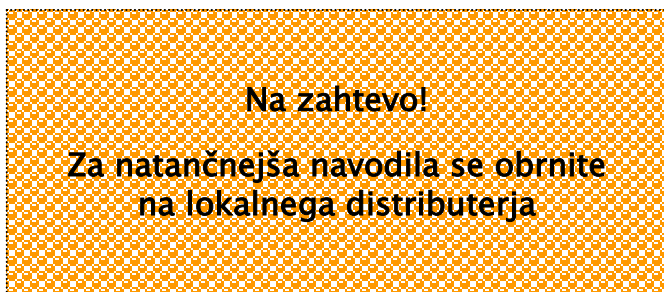 Na zahtevo!
Za natančnejša navodila se obrnite
na lokalnega distributerja